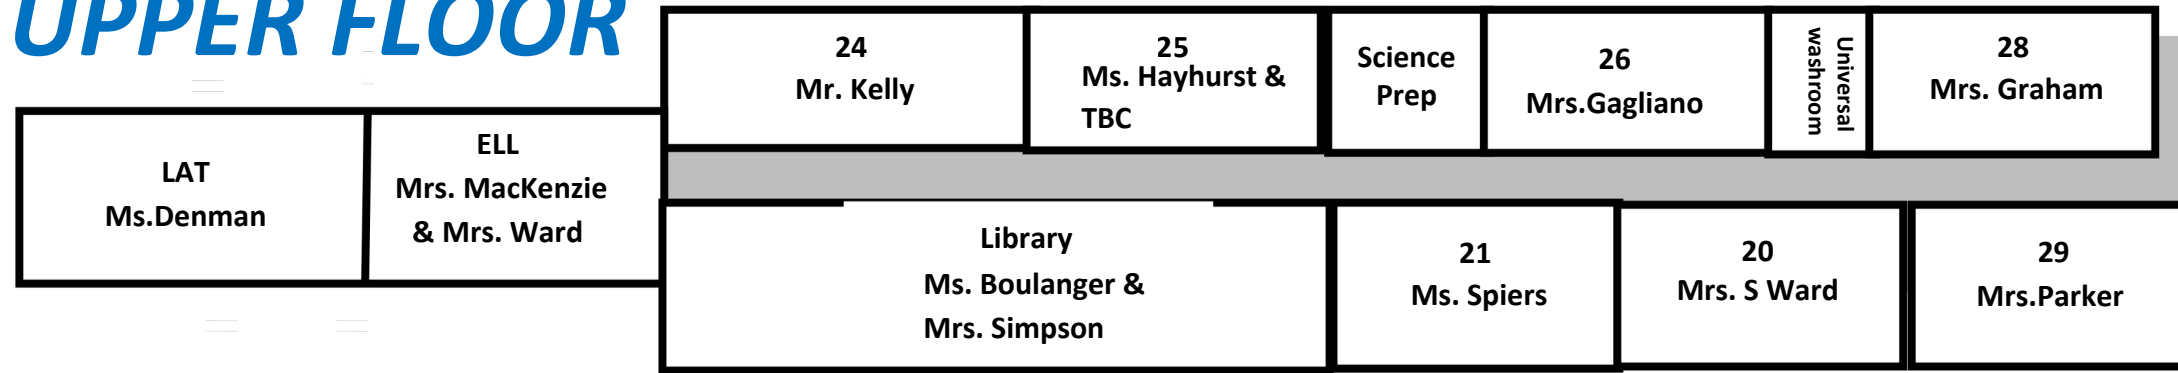 UPPER FLOOR
24
Mr. Kelly
25
Ms. Hayhurst &
TBC
Science
Prep
26
Mrs.Gagliano
Universal
washroom
28
Mrs. Graham
LAT
Ms.Denman
ELL
Mrs. MacKenzie
& Mrs. Ward
Library
Ms. Boulanger &
Mrs. Simpson
21
Ms. Spiers
20
Mrs. S Ward
29
Mrs.Parker